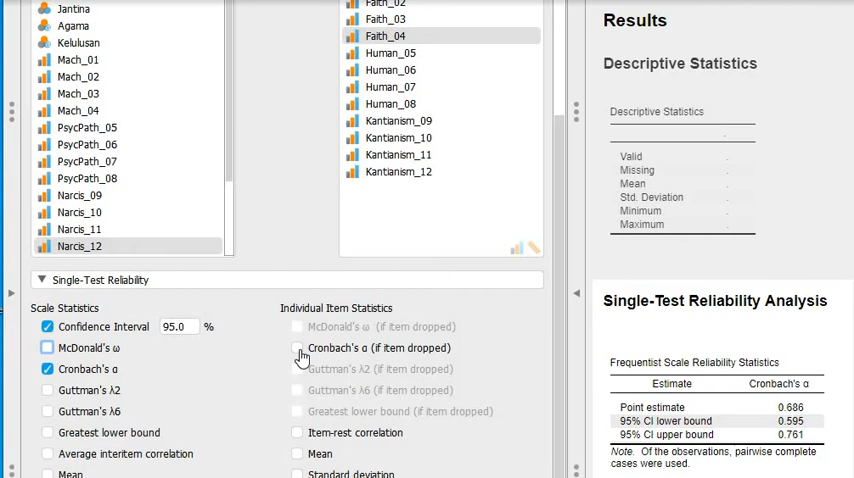 Jantina
Agama
Kelulusan
Mach_01
Mach_02
Mach_03
Mach_04
PsycPath_05
PsycPath_06
PsycPath_07
PsycPath_08
Narcis_09
Narcis_10
Narcis_11
Narcis_12
Faith_02
Faith_03
Faith_04
Human_05
Human_06
Human_07
Human_08
Kantianism_09
Kantianism_10
Kantianism_11
Kantianism_12
Single-Test Reliability
Scale Statistics
Confidence Interval 95.0 %
McDonald's ω
Cronbach's α
Guttman's λ2
Guttman's λ6
Greatest lower bound
Average interitem correlation
Mean
Individual Item Statistics
McDonald's ω (if item dropped)
Cronbach's α (if item dropped)
Guttman's λ2 (if item dropped)
Guttman's λ6 (if item dropped)
Greatest lower bound (if item dropped)
Item-rest correlation
Mean
Standard deviation
Results
Descriptive Statistics
Descriptive Statistics
.
Valid .
Missing .
Mean .
Std. Deviation .
Minimum .
Maximum .
Single-Test Reliability Analysis
Frequentist Scale Reliability Statistics
Estimate Cronbach's α
Point estimate 0.686
95% CI lower bound 0.595
95% CI upper bound 0.761
Note. Of the observations, pairwise complete
cases were used.